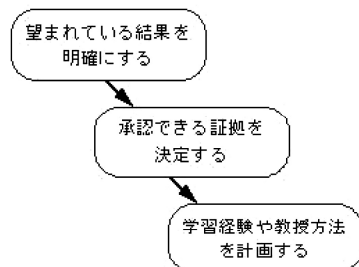 望まれている結果を
明確にする
承認できる証拠を
決定する
学習経験や教授方法
を計画する